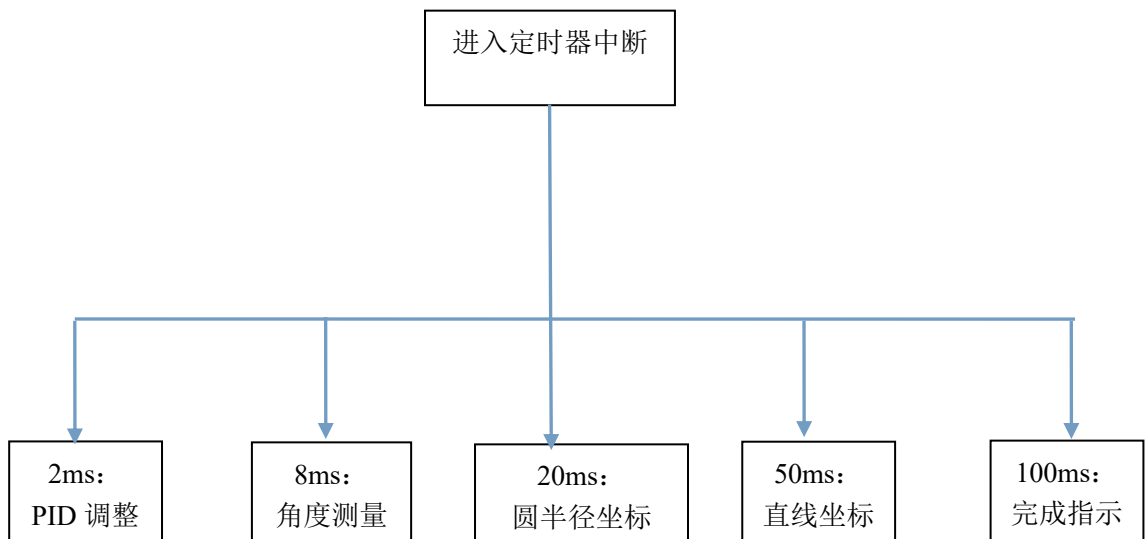 进入定时器中断
2ms：
PID 调整
8ms：
角度测量
20ms：
圆半径坐标
50ms：
直线坐标
100ms：
完成指示